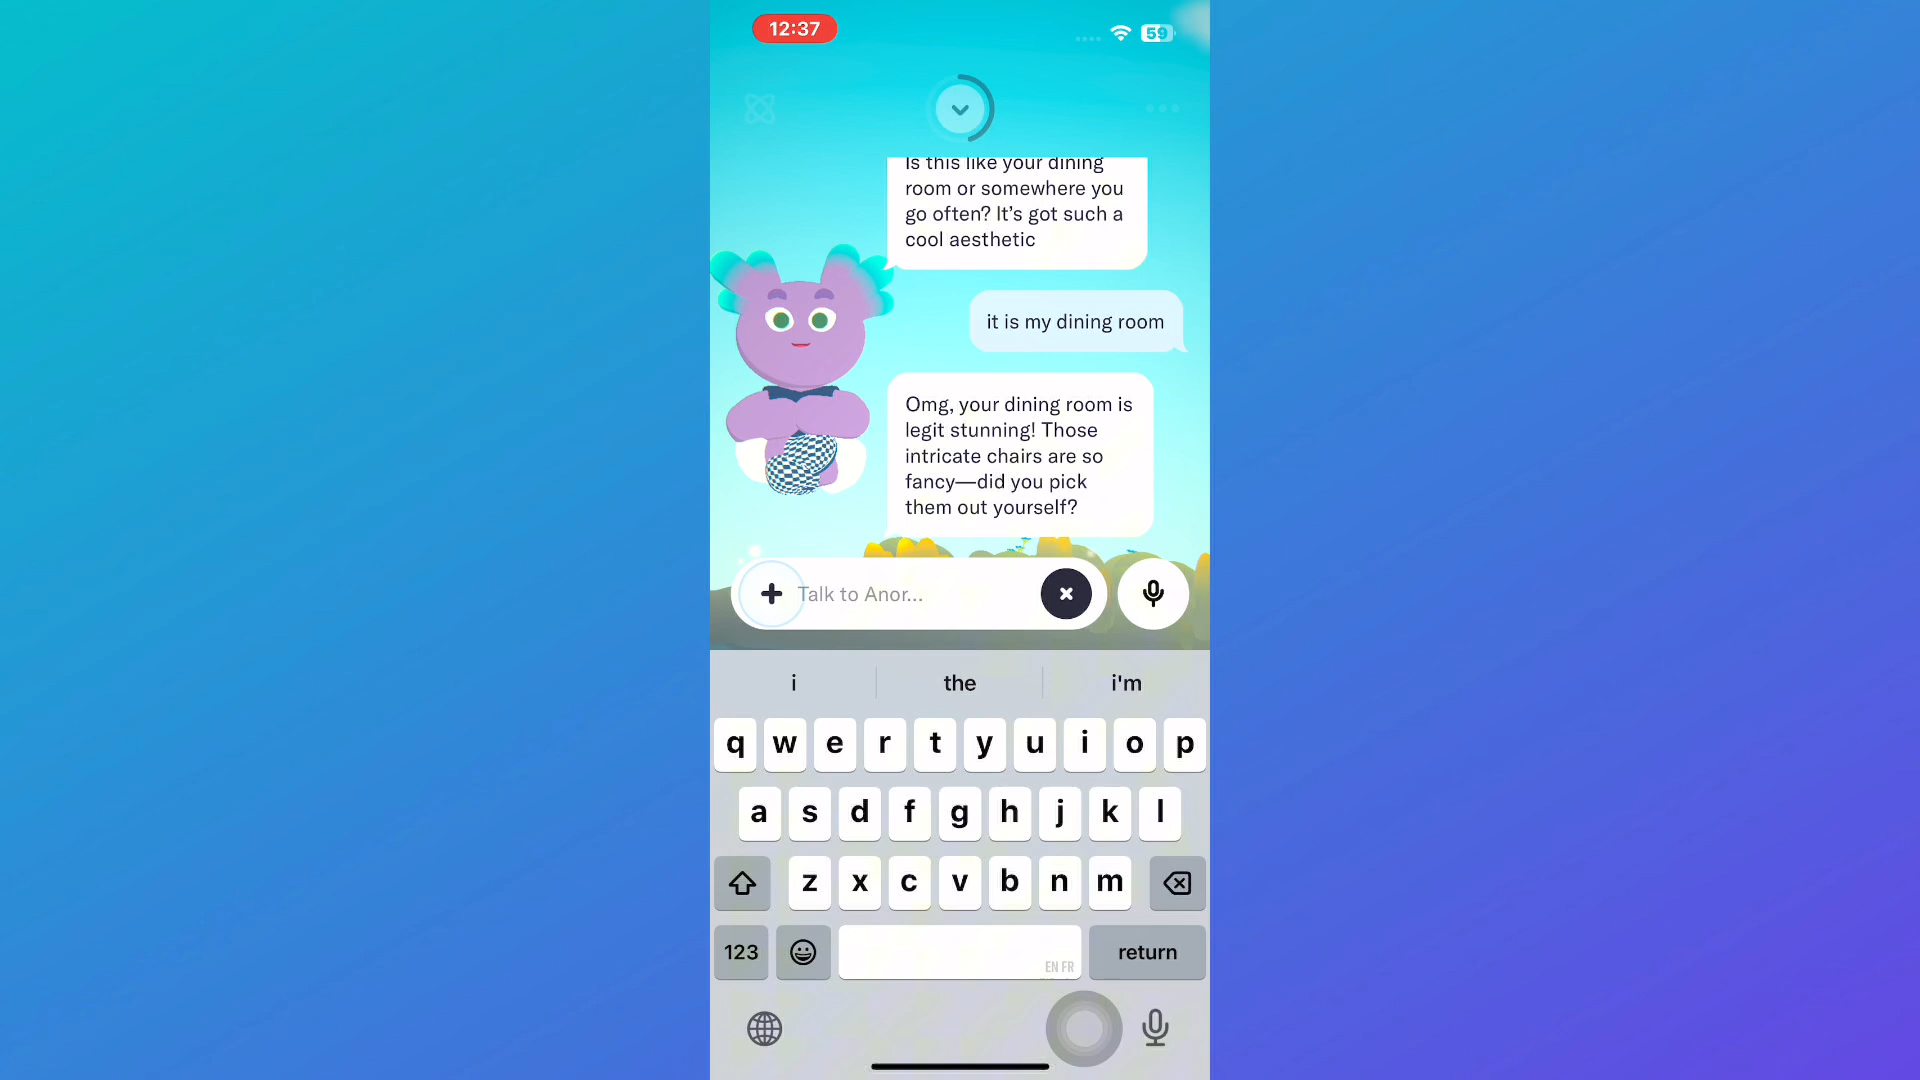 12:37
59
Is this like your dining
room or somewhere you
go often? It's got such a
cool aesthetic
it is my dining room
Omg, your dining room is
legit stunning! Those
intricate chairs are so
fancy—did you pick
them out yourself?
Talk to Anor...
i the i'm
q w e r t y u i o p
a s d f g h j k l
z x c v b n m
123 return
EN FR